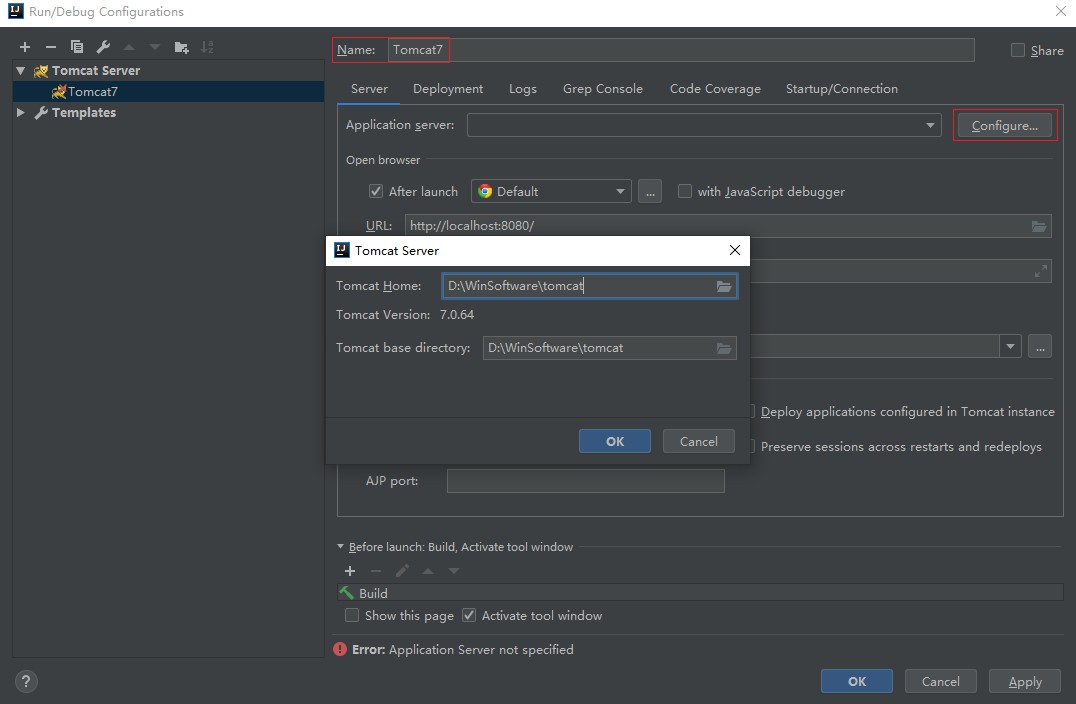 Run/Debug Configurations
Name: Tomcat7
Share
Tomcat Server
Tomcat7
Templates
Server Deployment Logs Grep Console Code Coverage Startup/Connection
Application server: Configure...
Open browser
After launch Default ... with JavaScript debugger
URL: http://localhost:8080/
Tomcat Server
Tomcat Home: D:\WinSoftware\tomcat
Tomcat Version: 7.0.64
Tomcat base directory: D:\WinSoftware\tomcat
...
Deploy applications configured in Tomcat instance
OK Cancel
Preserve sessions across restarts and redeploys
AJP port:
Before launch: Build, Activate tool window
Build
Show this page Activate tool window
Error: Application Server not specified
? OK Cancel Apply